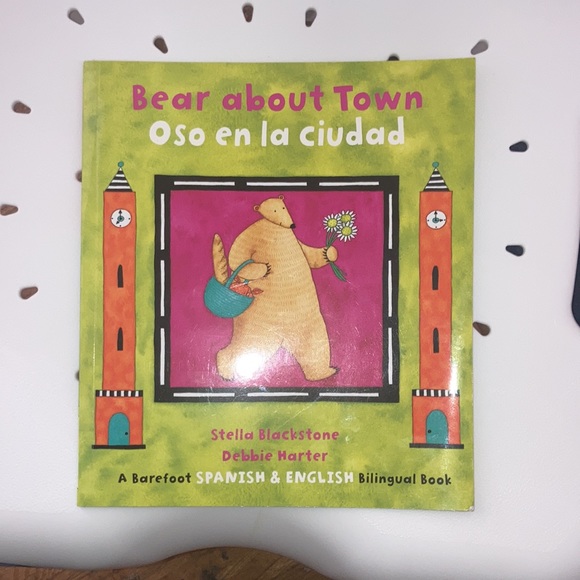 Bear about Town
Oso en la ciudad
Stella Blackstone
Debbie Harter
A Barefoot SPANISH & ENGLISH Bilingual Book